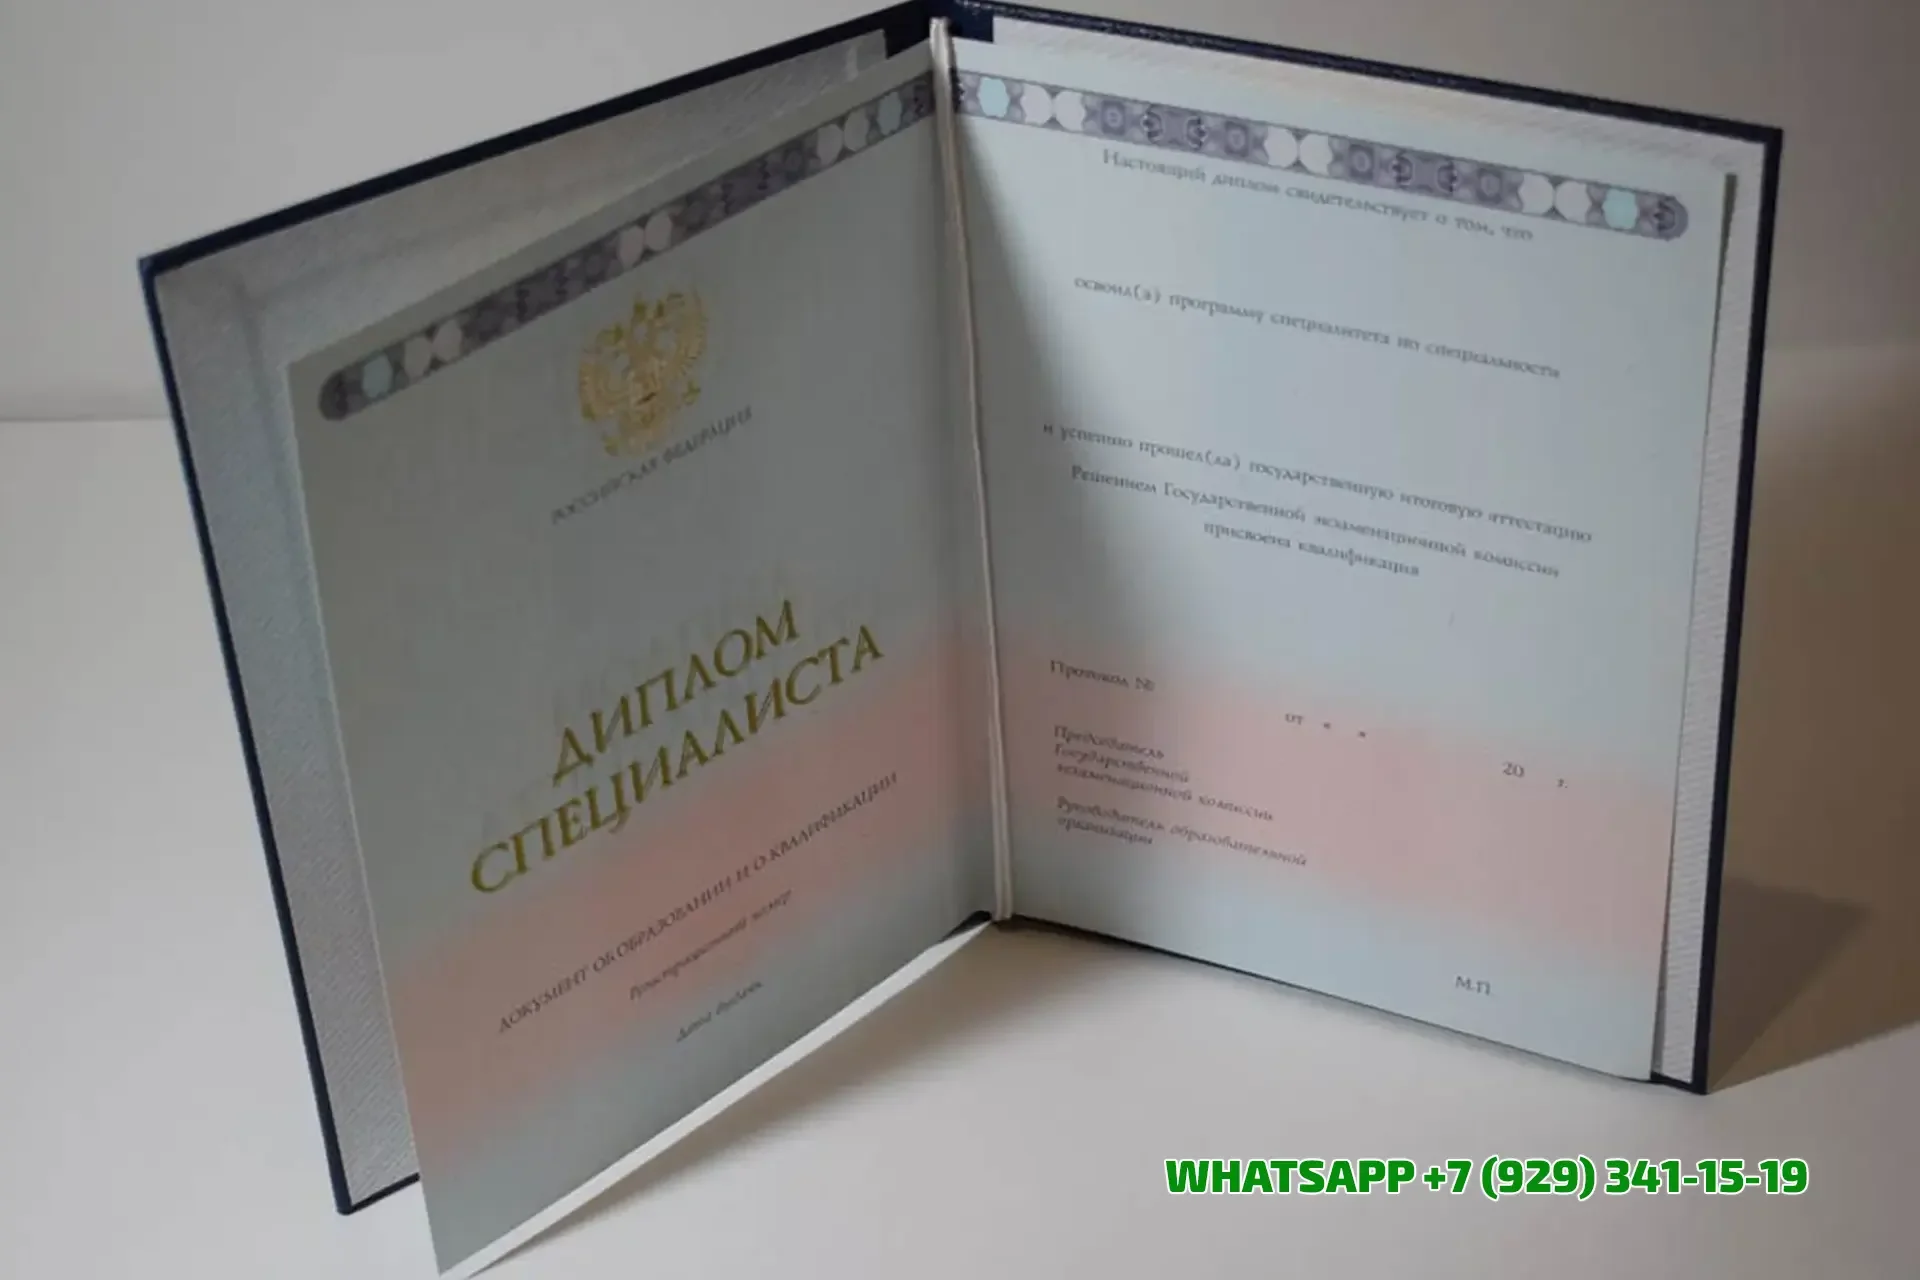 РОССИЙСКАЯ ФЕДЕРАЦИЯ
ДИПЛОМ
СПЕЦИАЛИСТА
ДОКУМЕНТ ОБ ОБРАЗОВАНИИ И О КВАЛИФИКАЦИИ
Регистрационный номер
Дата выдачи
Настоящий диплом свидетельствует о том, что
освоил(а) программу специалитета по специальности
и успешно прошел(ла) государственную итоговую аттестацию
Решением Государственной экзаменационной комиссии
присвоена квалификация
Протокол №
от « »
20 г.
Председатель
Государственной
экзаменационной комиссии
Руководитель образовательной
организации
М.П.
WHATSAPP +7 (929) 341-15-19